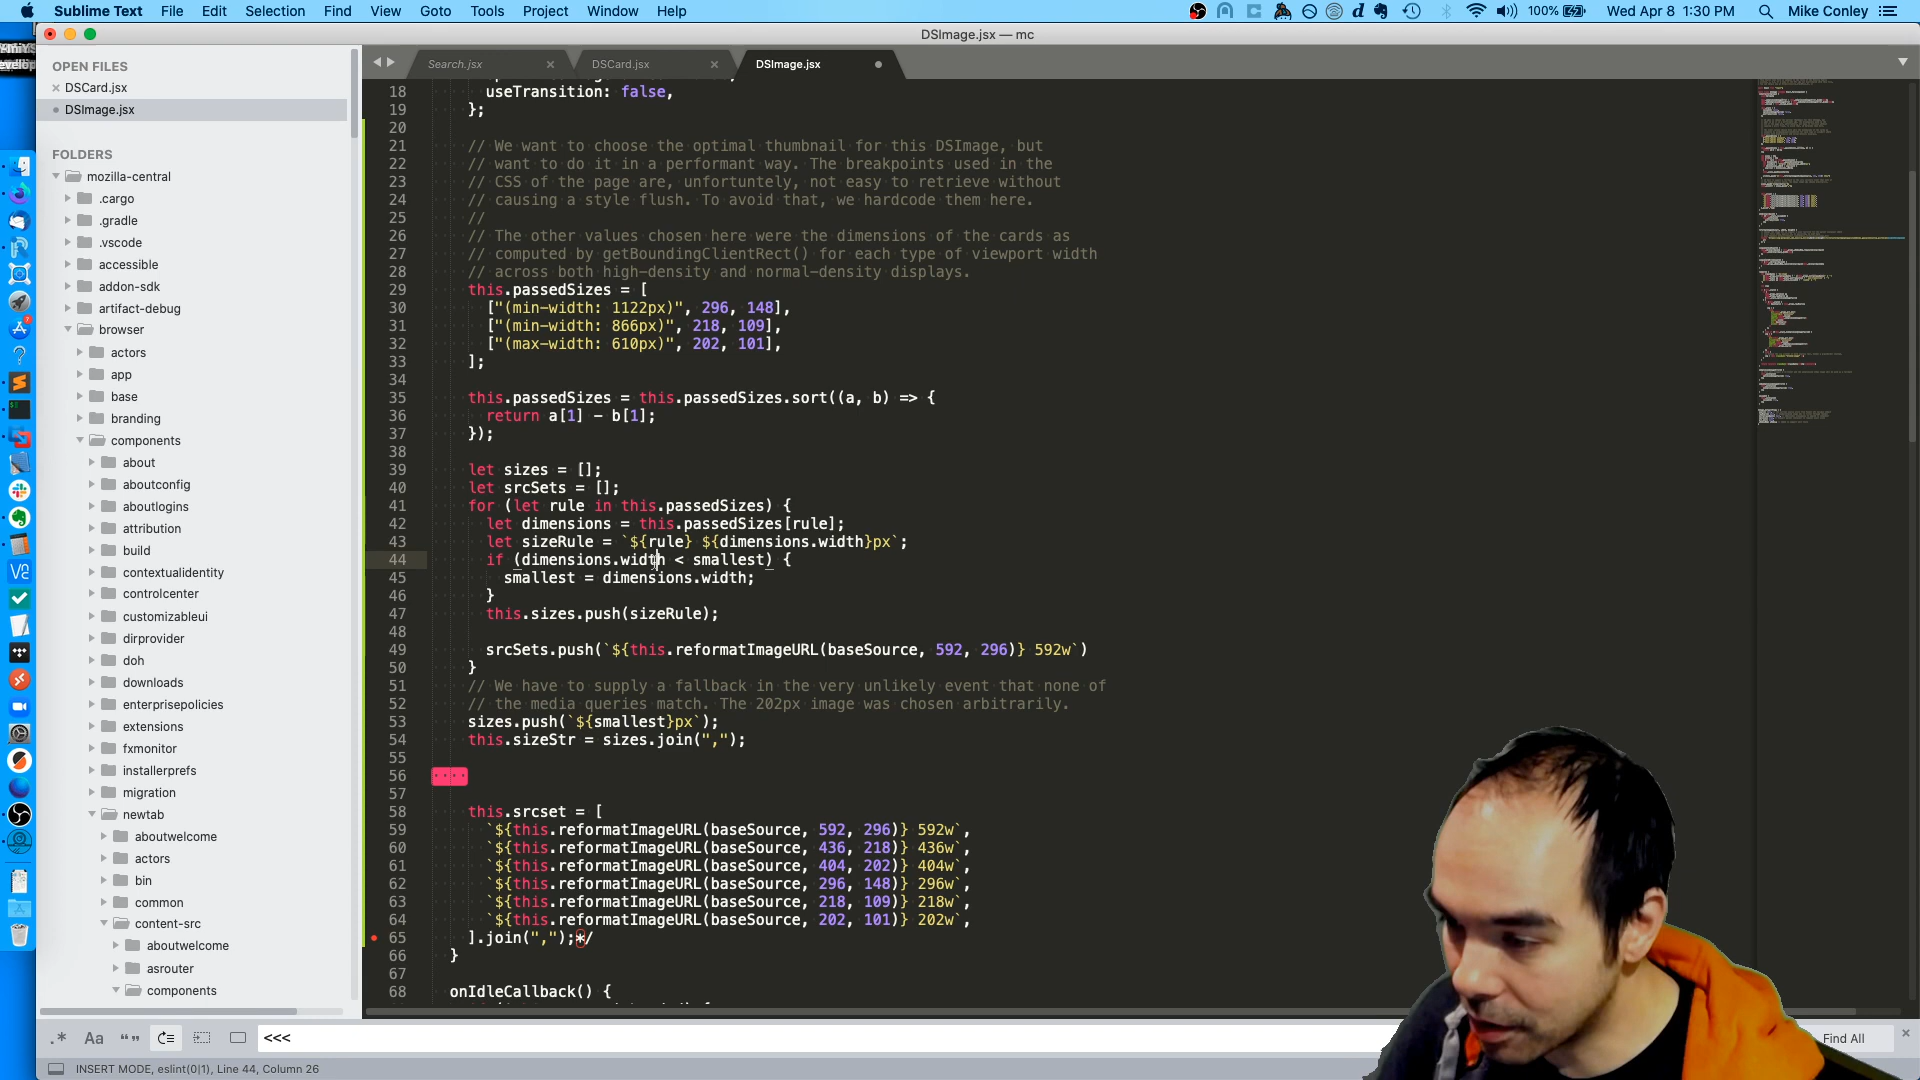 Sublime Text File Edit Selection Find View Goto Tools Project Window Help 100% Wed Apr 8 1:30 PM Mike Conley
DSImage.jsx — mc
OPEN FILES
DSCard.jsx
DSImage.jsx
FOLDERS
mozilla-central
.cargo
.gradle
.vscode
accessible
addon-sdk
artifact-debug
browser
actors
app
base
branding
components
about
aboutconfig
aboutlogins
attribution
build
contextualidentity
controlcenter
customizableui
dirprovider
doh
downloads
enterprisepolicies
extensions
fxmonitor
installerprefs
migration
newtab
aboutwelcome
actors
bin
common
content-src
aboutwelcome
asrouter
components
Search.jsx DSCard.jsx DSImage.jsx
18 useTransition: false,
19 };
20
21 // We want to choose the optimal thumbnail for this DSImage, but
22 // want to do it in a performant way. The breakpoints used in the
23 // CSS of the page are, unfortuntely, not easy to retrieve without
24 // causing a style flush. To avoid that, we hardcode them here.
25 //
26 // The other values chosen here were the dimensions of the cards as
27 // computed by getBoundingClientRect() for each type of viewport width
28 // across both high-density and normal-density displays.
29 this.passedSizes = [
30 ["(min-width: 1122px)", 296, 148],
31 ["(min-width: 866px)", 218, 109],
32 ["(max-width: 610px)", 202, 101],
33 ];
34
35 this.passedSizes = this.passedSizes.sort((a, b) => {
36 return a[1] - b[1];
37 });
38
39 let sizes = [];
40 let srcSets = [];
41 for (let rule in this.passedSizes) {
42 let dimensions = this.passedSizes[rule];
43 let sizeRule = `${rule} ${dimensions.width}px`;
44 if (dimensions.width < smallest) {
45 smallest = dimensions.width;
46 }
47 this.sizes.push(sizeRule);
48
49 srcSets.push(`${this.reformatImageURL(baseSource, 592, 296)} 592w`)
50 }
51 // We have to supply a fallback in the very unlikely event that none of
52 // the media queries match. The 202px image was chosen arbitrarily.
53 sizes.push(`${smallest}px`);
54 this.sizeStr = sizes.join(",");
55
56
57
58 this.srcset = [
59 `${this.reformatImageURL(baseSource, 592, 296)} 592w`,
60 `${this.reformatImageURL(baseSource, 436, 218)} 436w`,
61 `${this.reformatImageURL(baseSource, 404, 202)} 404w`,
62 `${this.reformatImageURL(baseSource, 296, 148)} 296w`,
63 `${this.reformatImageURL(baseSource, 218, 109)} 218w`,
64 `${this.reformatImageURL(baseSource, 202, 101)} 202w`,
65 ].join(",");*/
66 }
67
68 onIdleCallback() {
<<< Find All
INSERT MODE, eslint(0|1), Line 44, Column 26